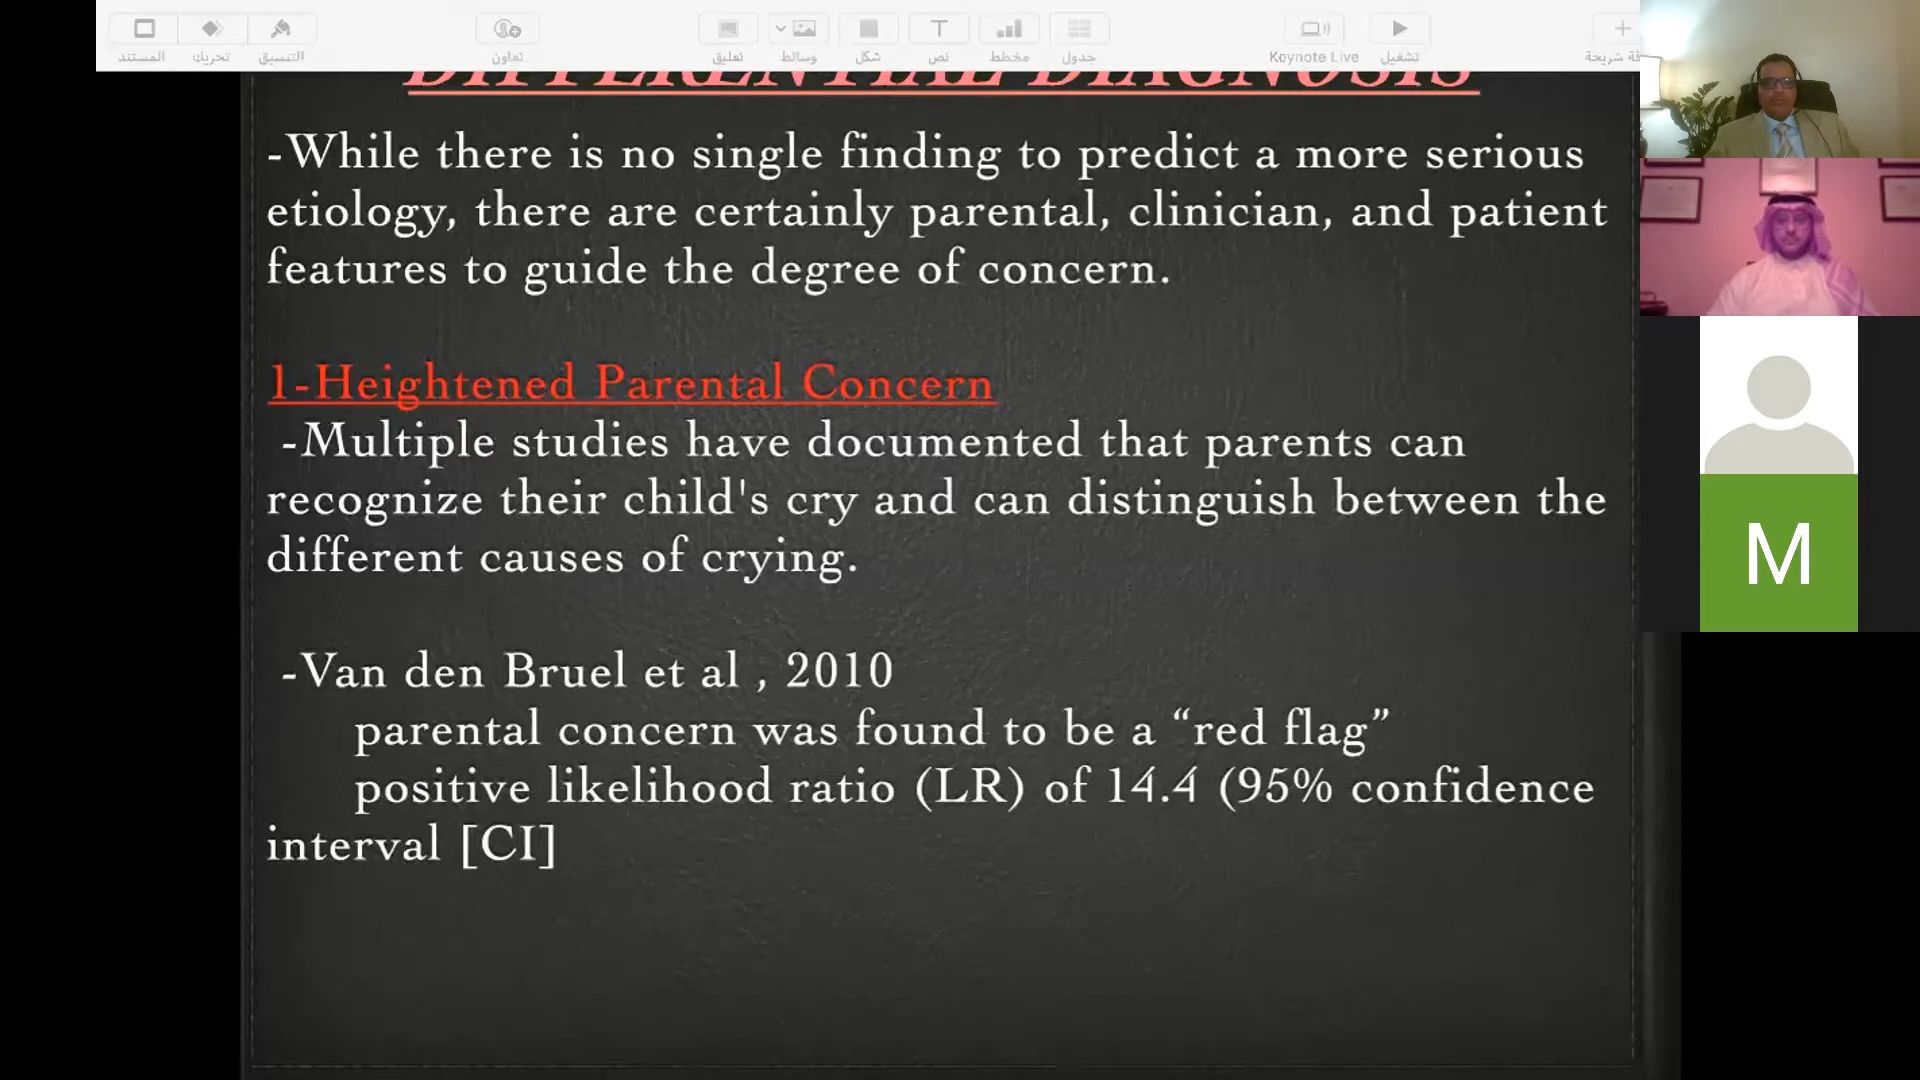 المستند
تحريك
التنسيق
تعاون
تعليق
وسائط
شكل
نص
مخطط
جدول
Keynote Live
تشغيل
شريحة
DIFFERENTIAL DIAGNOSIS
-While there is no single finding to predict a more serious
etiology, there are certainly parental, clinician, and patient
features to guide the degree of concern.
1-Heightened Parental Concern
-Multiple studies have documented that parents can
recognize their child's cry and can distinguish between the
different causes of crying.
-Van den Bruel et al , 2010
parental concern was found to be a “red flag”
positive likelihood ratio (LR) of 14.4 (95% confidence
interval [CI]
M